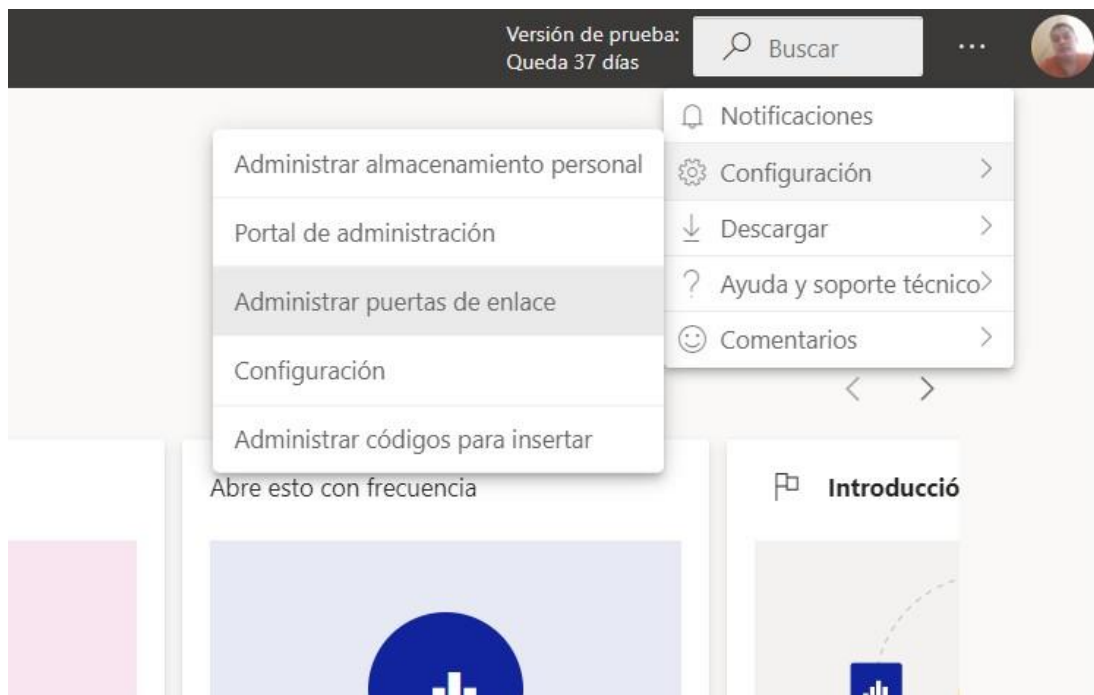 Versión de prueba:
Queda 37 días
Buscar
Notificaciones
Configuración
Descargar
Ayuda y soporte técnico
Comentarios
Administrar almacenamiento personal
Portal de administración
Administrar puertas de enlace
Configuración
Administrar códigos para insertar
Abre esto con frecuencia
Introducció